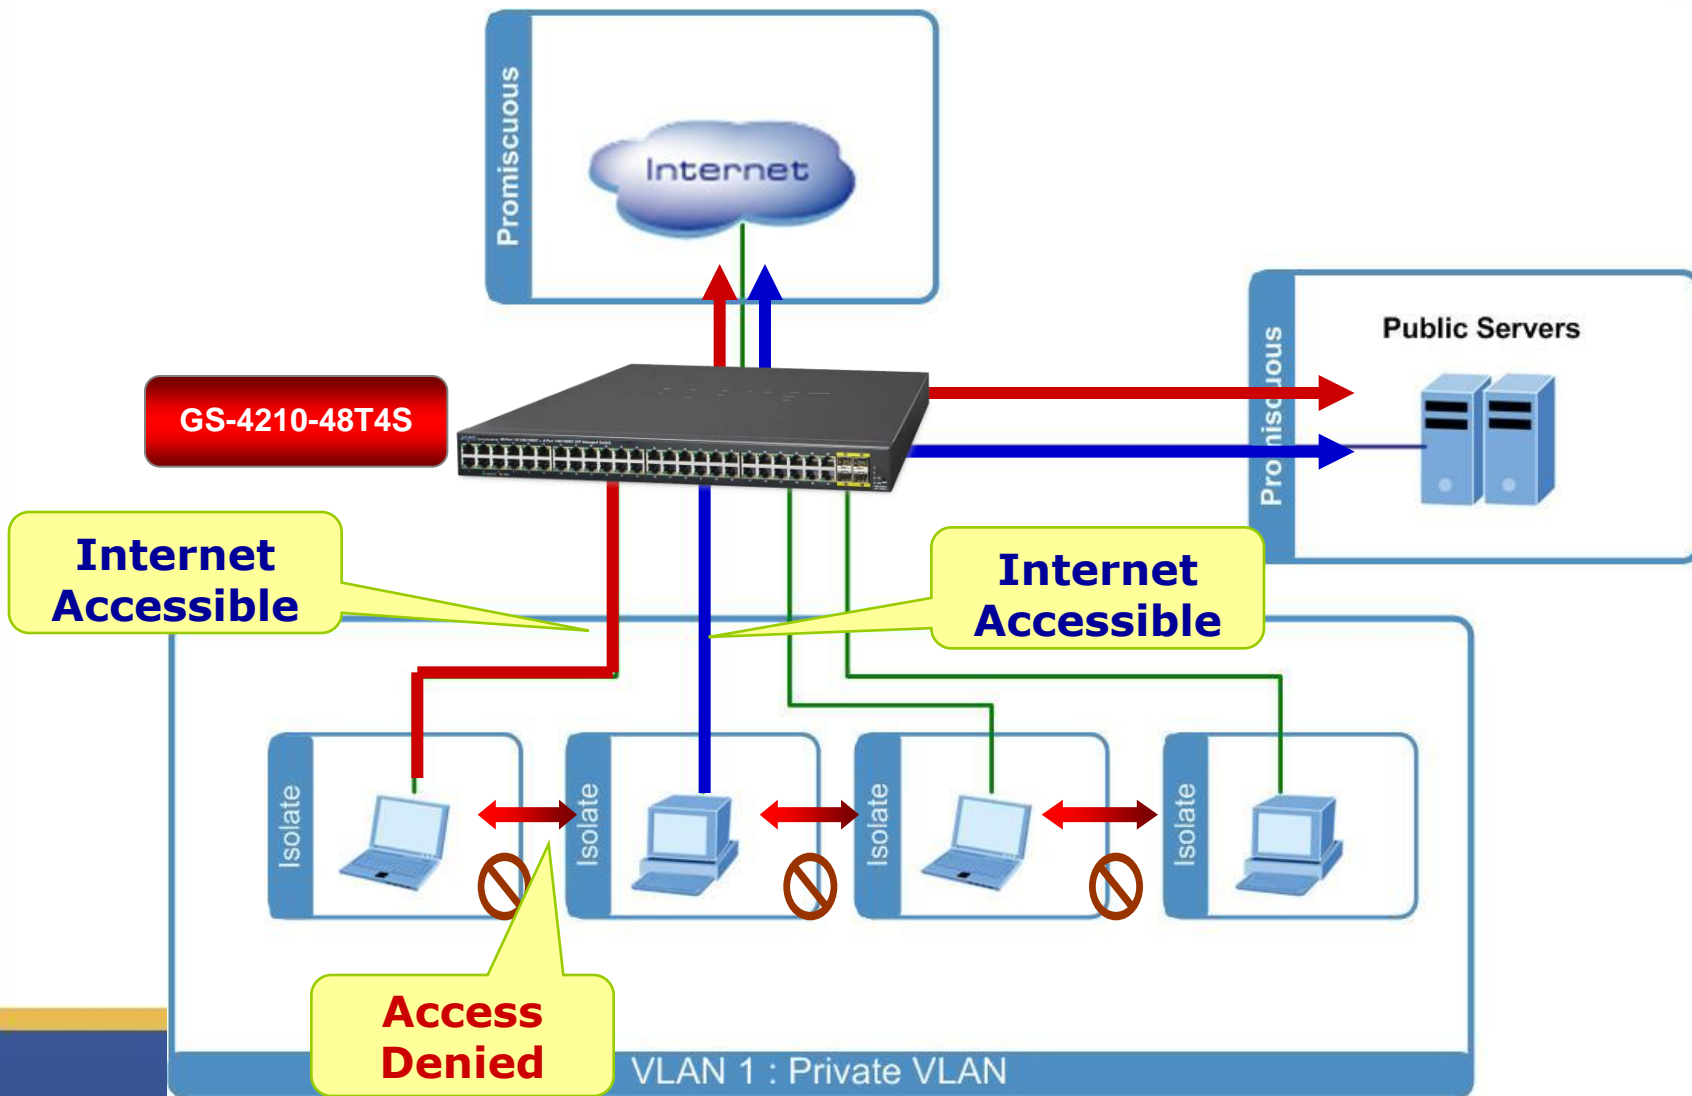 Promiscuous
Internet
Promiscuous
Public Servers
GS-4210-48T4S
Internet
Accessible
Internet
Accessible
Isolate
Isolate
Isolate
Isolate
Access
Denied
VLAN 1 : Private VLAN